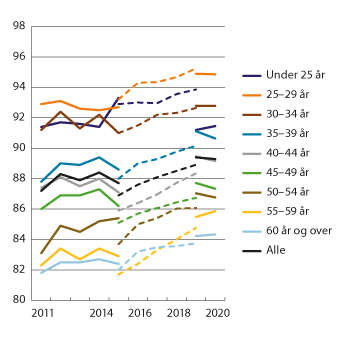 98
96
94
92
90
88
86
84
82
80
2011
2014
2016
2018
2020
Under 25 år
25–29 år
30–34 år
35–39 år
40–44 år
45–49 år
50–54 år
55–59 år
60 år og over
Alle